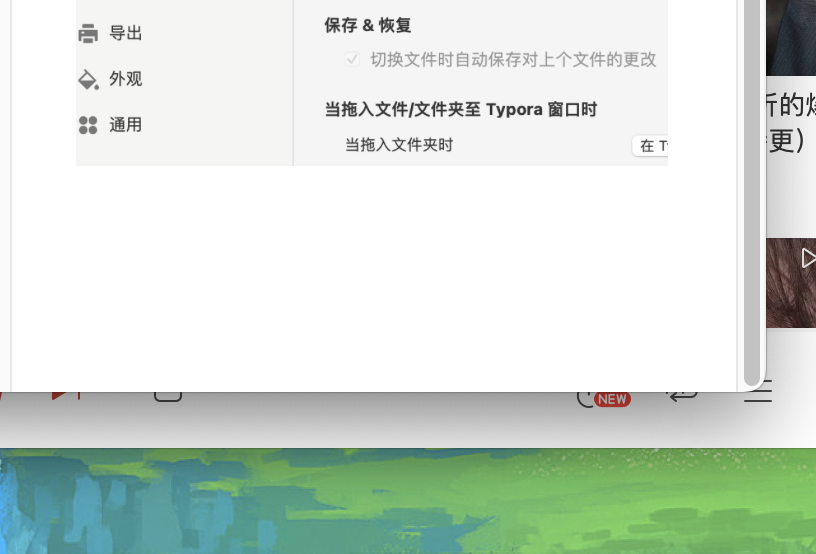 导出
外观
通用
保存 & 恢复
切换文件时自动保存对上个文件的更改
当拖入文件/文件夹至 Typora 窗口时
当拖入文件夹时
在 T
的
更）
NEW